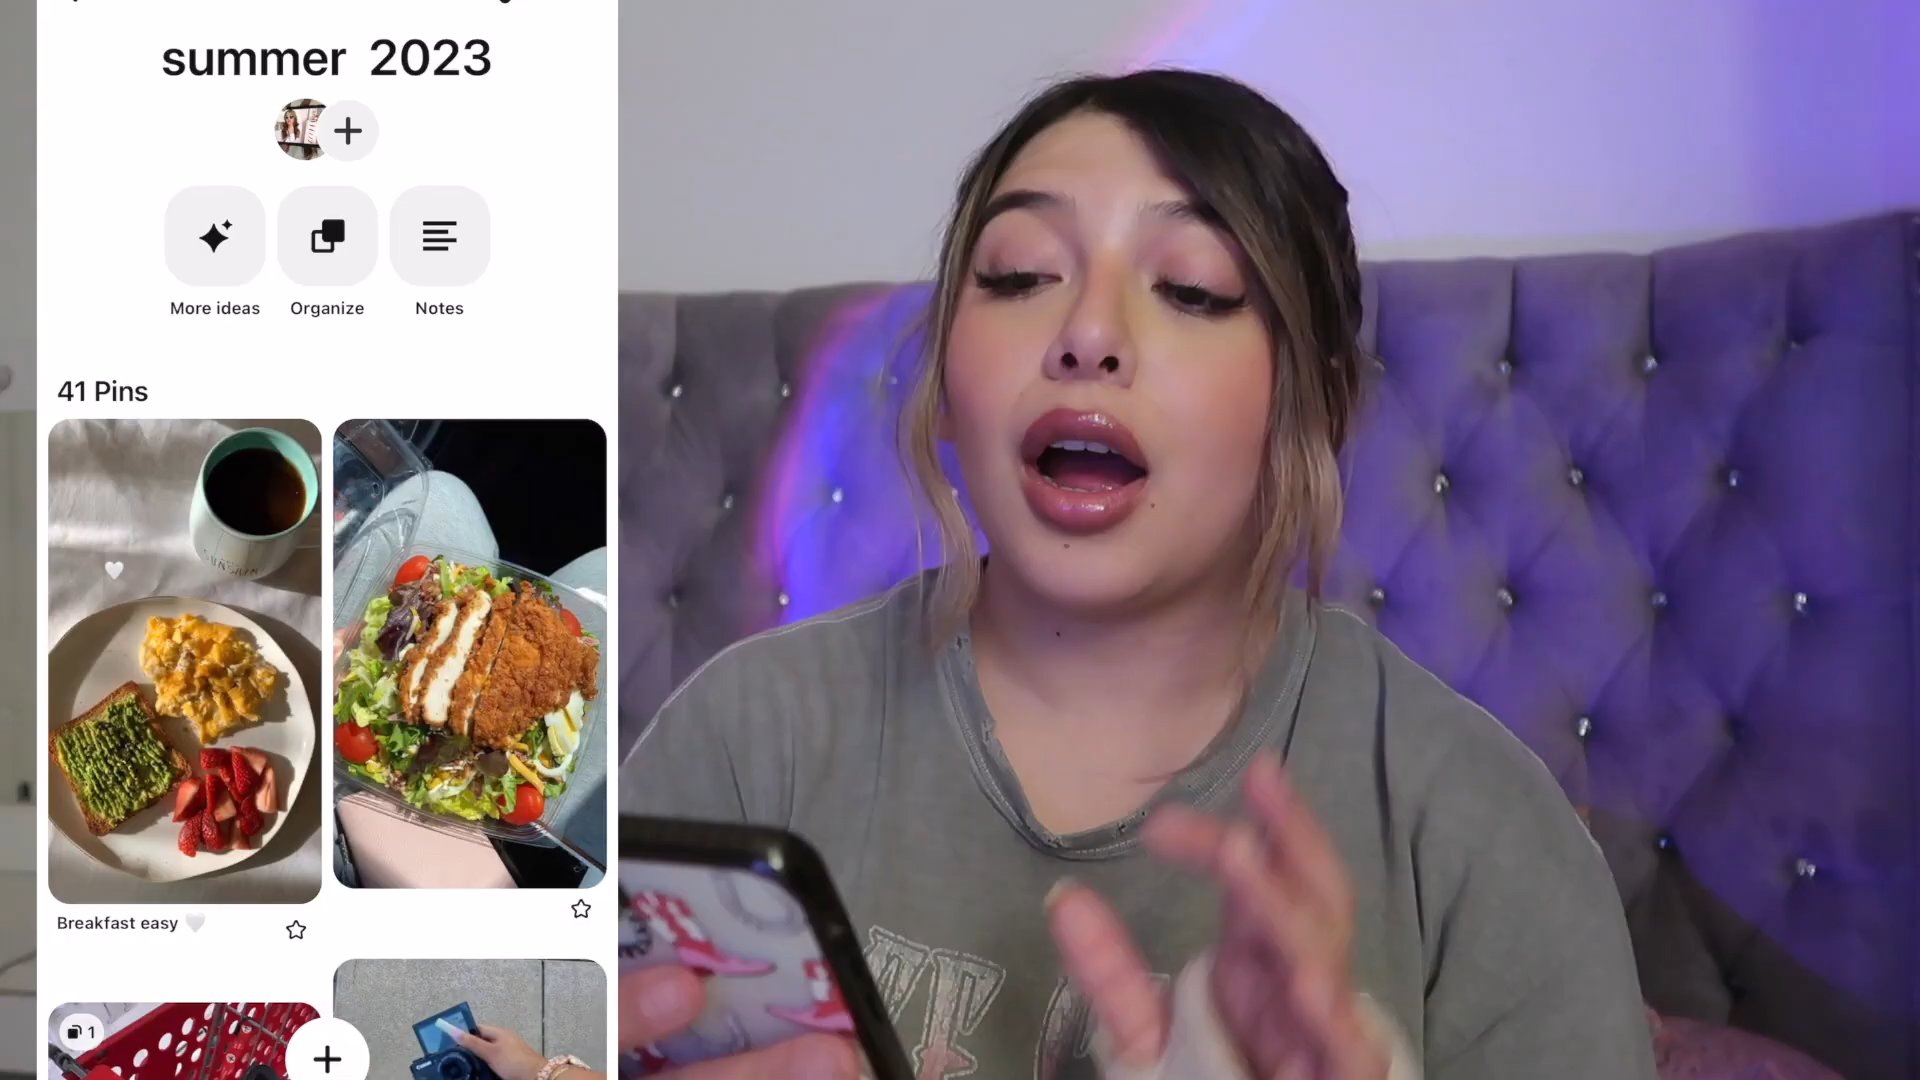 summer 2023
More ideas
Organize
Notes
41 Pins
Breakfast easy 🤍
1